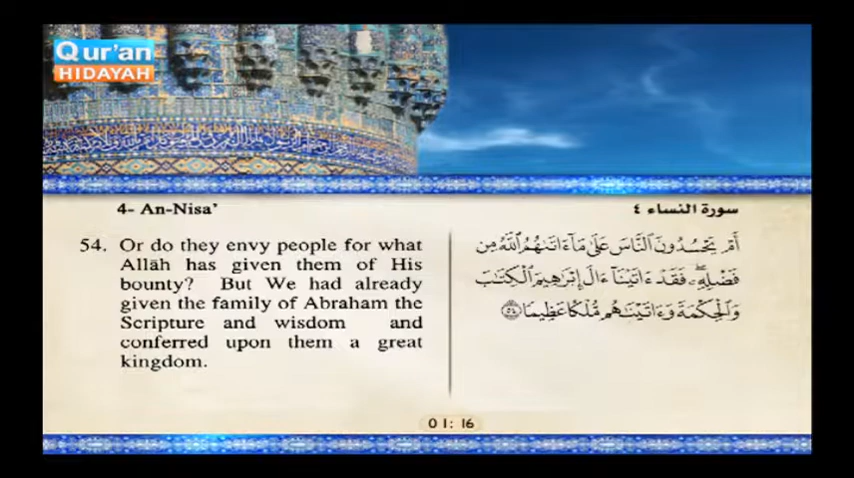 Qur'an
HIDAYAH
4- An-Nisa’
سورة النساء ٤
54. Or do they envy people for what
Allāh has given them of His
bounty? But We had already
given the family of Abraham the
Scripture and wisdom and
conferred upon them a great
kingdom.
أَمْ يَحْسُدُونَ ٱلنَّاسَ عَلَىٰ مَآ ءَاتَىٰهُمُ ٱللَّهُ مِن
فَضْلِهِۦۖ فَقَدْ ءَاتَيْنَآ ءَالَ إِبْرَٰهِيمَ ٱلْكِتَٰبَ
وَٱلْحِكْمَةَ وَءَاتَيْنَٰهُم مُّلْكًا عَظِيمًا ٥٤
01: 16